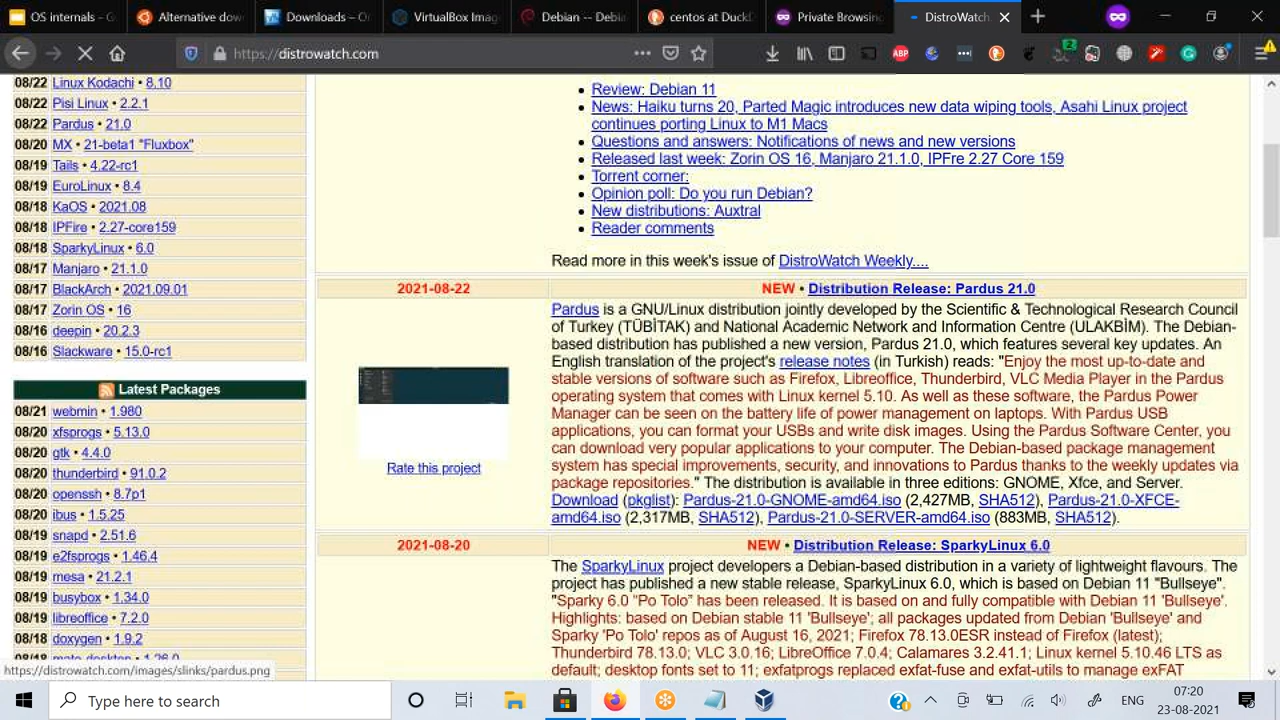 OS internals - G
Alternative dow
Downloads – O
VirtualBox Imag
Debian -- Debia
centos at DuckD
Private Browsing
DistroWatch.
https://distrowatch.com
ABP
2
08/22 Linux Kodachi • 8.10
08/22 Pisi Linux • 2.2.1
08/22 Pardus • 21.0
08/20 MX • 21-beta1 "Fluxbox"
08/19 Tails • 4.22-rc1
08/19 EuroLinux • 8.4
08/18 KaOS • 2021.08
08/18 IPFire • 2.27-core159
08/18 SparkyLinux • 6.0
08/17 Manjaro • 21.1.0
08/17 BlackArch • 2021.09.01
08/17 Zorin OS • 16
08/16 deepin • 20.2.3
08/16 Slackware • 15.0-rc1
Latest Packages
08/21 webmin • 1.980
08/20 xfsprogs • 5.13.0
08/20 gtk • 4.4.0
08/20 thunderbird • 91.0.2
08/20 openssh • 8.7p1
08/20 ibus • 1.5.25
08/19 snapd • 2.51.6
08/19 e2fsprogs • 1.46.4
08/19 mesa • 21.2.1
08/19 busybox • 1.34.0
08/19 libreoffice • 7.2.0
08/18 doxygen • 1.9.2
08/18 mate-desktop • 1.26.0
https://distrowatch.com/images/slinks/pardus.png
• Review: Debian 11
• News: Haiku turns 20, Parted Magic introduces new data wiping tools, Asahi Linux project
continues porting Linux to M1 Macs
• Questions and answers: Notifications of news and new versions
• Released last week: Zorin OS 16, Manjaro 21.1.0, IPFre 2.27 Core 159
• Torrent corner:
• Opinion poll: Do you run Debian?
• New distributions: Auxtral
• Reader comments
Read more in this week's issue of DistroWatch Weekly....
2021-08-22
NEW • Distribution Release: Pardus 21.0
Rate this project
Pardus is a GNU/Linux distribution jointly developed by the Scientific & Technological Research Council
of Turkey (TÜBİTAK) and National Academic Network and Information Centre (ULAKBİM). The Debian-
based distribution has published a new version, Pardus 21.0, which features several key updates. An
English translation of the project's release notes (in Turkish) reads: "Enjoy the most up-to-date and
stable versions of software such as Firefox, Libreoffice, Thunderbird, VLC Media Player in the Pardus
operating system that comes with Linux kernel 5.10. As well as these software, the Pardus Power
Manager can be seen on the battery life of power management on laptops. With Pardus USB
applications, you can format your USBs and write disk images. Using the Pardus Software Center, you
can download very popular applications to your computer. The Debian-based package management
system has special improvements, security, and innovations to Pardus thanks to the weekly updates via
package repositories." The distribution is available in three editions: GNOME, Xfce, and Server.
Download (pkglist): Pardus-21.0-GNOME-amd64.iso (2,427MB, SHA512), Pardus-21.0-XFCE-
amd64.iso (2,317MB, SHA512), Pardus-21.0-SERVER-amd64.iso (883MB, SHA512).
2021-08-20
NEW • Distribution Release: SparkyLinux 6.0
The SparkyLinux project developers a Debian-based distribution in a variety of lightweight flavours. The
project has published a new stable release, SparkyLinux 6.0, which is based on Debian 11 "Bullseye".
"Sparky 6.0 “Po Tolo” has been released. It is based on and fully compatible with Debian 11 'Bullseye'.
Highlights: based on Debian stable 11 'Bullseye'; all packages updated from Debian 'Bullseye' and
Sparky 'Po Tolo' repos as of August 16, 2021; Firefox 78.13.0ESR instead of Firefox (latest);
Thunderbird 78.13.0; VLC 3.0.16; LibreOffice 7.0.4; Calamares 3.2.41.1; Linux kernel 5.10.46 LTS as
default; desktop fonts set to 11; exfatprogs replaced exfat-fuse and exfat-utils to manage exFAT
Type here to search
ENG
07:20
23-08-2021